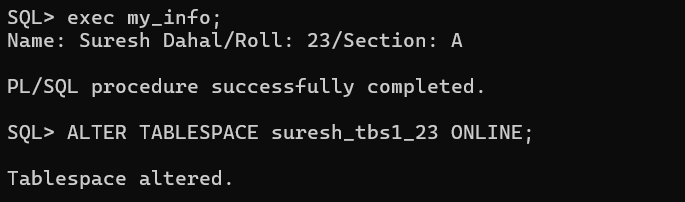 SQL> exec my_info;
Name: Suresh Dahal/Roll: 23/Section: A
PL/SQL procedure successfully completed.
SQL> ALTER TABLESPACE suresh_tbs1_23 ONLINE;
Tablespace altered.